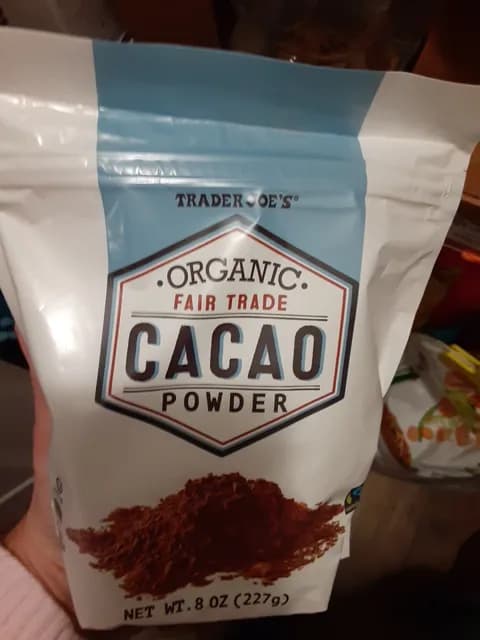 TRADER JOE'S®
·ORGANIC·
FAIR TRADE
CACAO
POWDER
NET WT. 8 OZ (227g)